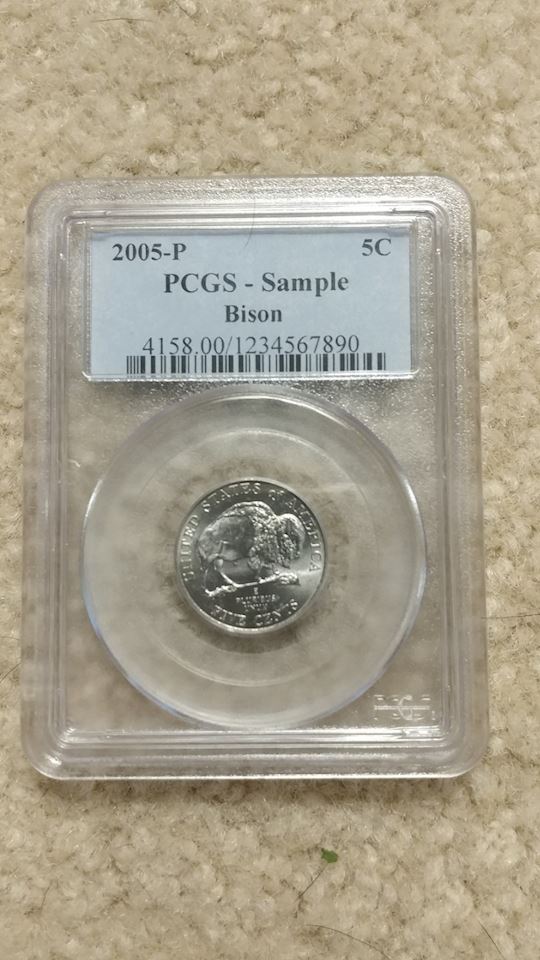 2005-P 5C
PCGS - Sample
Bison
4158.00/1234567890
UNITED STATES OF AMERICA
E
PLURIBUS
UNUM
FIVE CENTS
PCGS